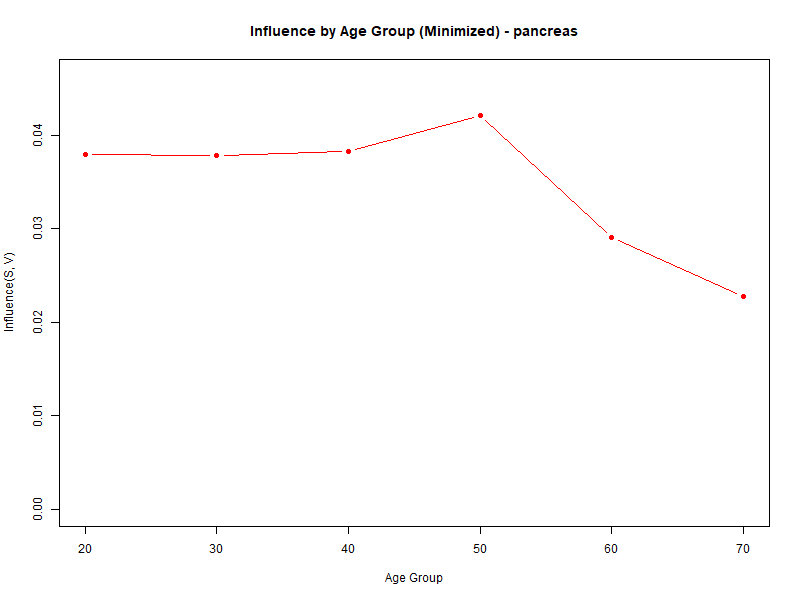 Influence by Age Group (Minimized) - pancreas
Influence(S, V)
0.04
0.03
0.02
0.01
0.00
20 30 40 50 60 70
Age Group